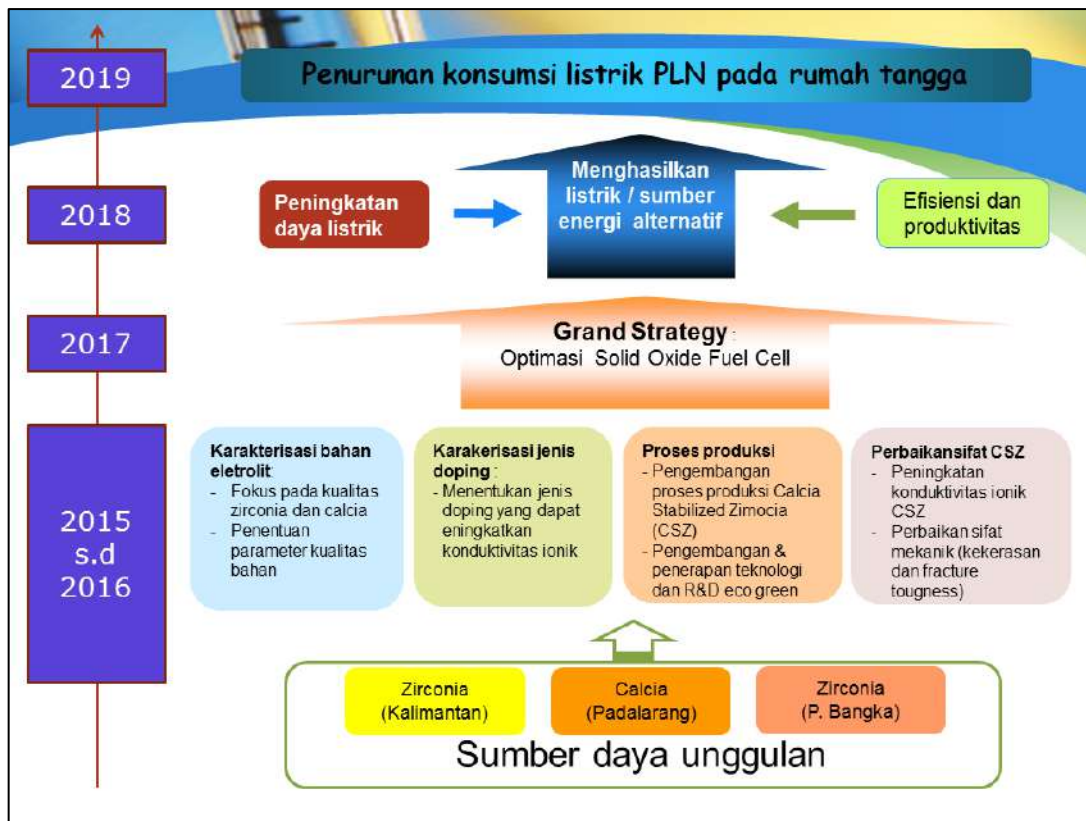 2019
Penurunan konsumsi listrik PLN pada rumah tangga
2018
Peningkatan
daya listrik
Menghasilkan
listrik / sumber
energi alternatif
Efisiensi dan
produktivitas
2017
Grand Strategy :
Optimasi Solid Oxide Fuel Cell
2015
s.d
2016
Karakterisasi bahan
eletrolit:
- Fokus pada kualitas
zirconia dan calcia
- Penentuan
parameter kualitas
bahan
Karakerisasi jenis
doping :
- Menentukan jenis
doping yang dapat
eningkatkan
konduktivitas ionik
Proses produksi
- Pengembangan
proses produksi Calcia
Stabilized Zirnocia
(CSZ)
- Pengembangan &
penerapan teknologi
dan R&D eco green
Perbaikansifat CSZ
- Peningkatan
konduktivitas ionik
CSZ
- Perbaikan sifat
mekanik (kekerasan
dan fracture
tougness)
Zirconia
(Kalimantan)
Calcia
(Padalarang)
Zirconia
(P. Bangka)
Sumber daya unggulan